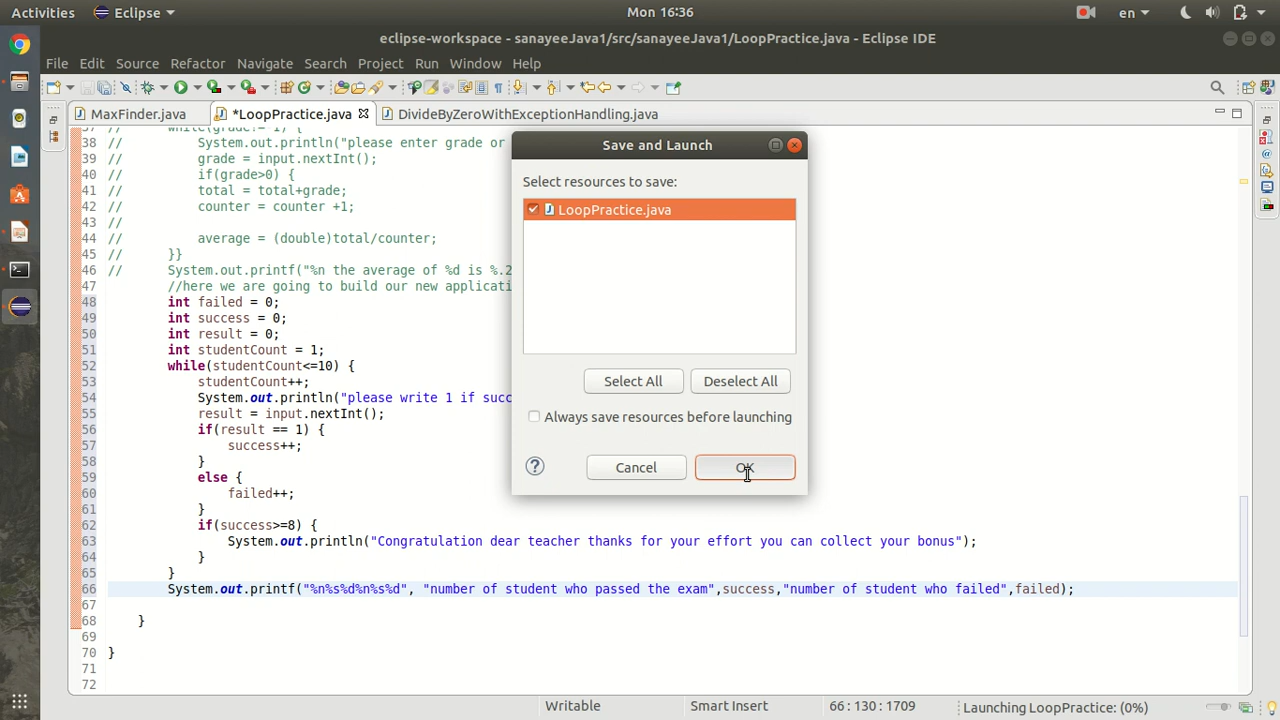 Activities Eclipse Mon 16:36 en
eclipse-workspace - sanayeeJava1/src/sanayeeJava1/LoopPractice.java - Eclipse IDE
File Edit Source Refactor Navigate Search Project Run Window Help
MaxFinder.java *LoopPractice.java DivideByZeroWithExceptionHandling.java
38 // System.out.println("please enter grade or
39 // grade = input.nextInt();
40 // if(grade>0) {
41 // total = total+grade;
42 // counter = counter +1;
43 //
44 // average = (double)total/counter;
45 // }}
46 // System.out.printf("%n the average of %d is %.2
47 //here we are going to build our new applicati
48 int failed = 0;
49 int success = 0;
50 int result = 0;
51 int studentCount = 1;
52 while(studentCount<=10) {
53 studentCount++;
54 System.out.println("please write 1 if succ
55 result = input.nextInt();
56 if(result == 1) {
57 success++;
58 }
59 else {
60 failed++;
61 }
62 if(success>=8) {
63 System.out.println("Congratulation dear teacher thanks for your effort you can collect your bonus");
64 }
65 }
66 System.out.printf("%n%s%d%n%s%d", "number of student who passed the exam",success,"number of student who failed",failed);
67
68 }
69
70 }
71
72
Save and Launch
Select resources to save:
LoopPractice.java
Select All Deselect All
Always save resources before launching
Cancel OK
Writable Smart Insert 66:130:1709 Launching LoopPractice: (0%)